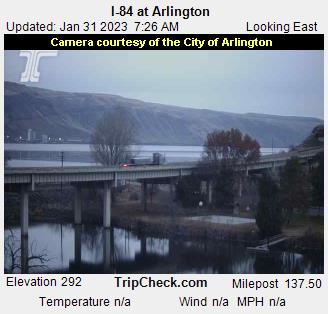 I-84 at Arlington
Updated: Jan 31 2023 7:26 AM Looking East
Camera courtesy of the City of Arlington
Elevation 292 TripCheck.com Milepost 137.50
Temperature n/a Wind n/a MPH n/a